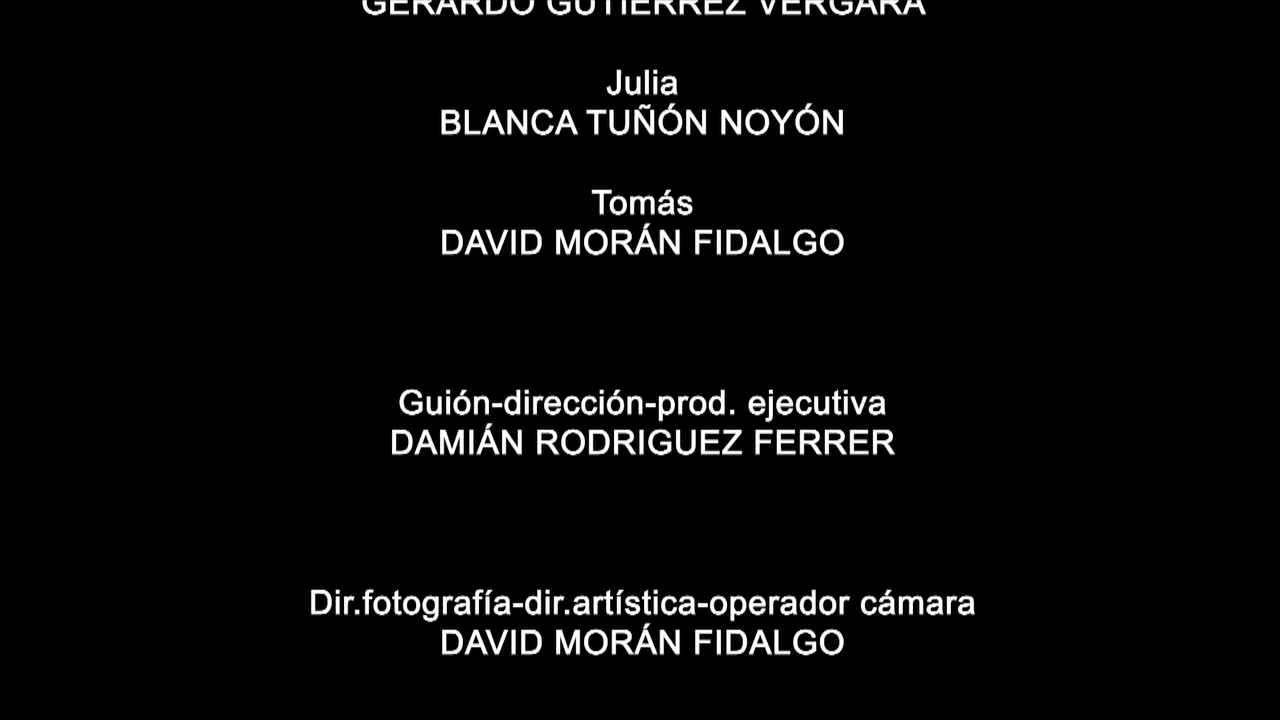 GERARDO GUTIERREZ VERGARA
Julia
BLANCA TUÑÓN NOYÓN
Tomás
DAVID MORÁN FIDALGO
Guión-dirección-prod. ejecutiva
DAMIÁN RODRIGUEZ FERRER
Dir.fotografía-dir.artística-operador cámara
DAVID MORÁN FIDALGO